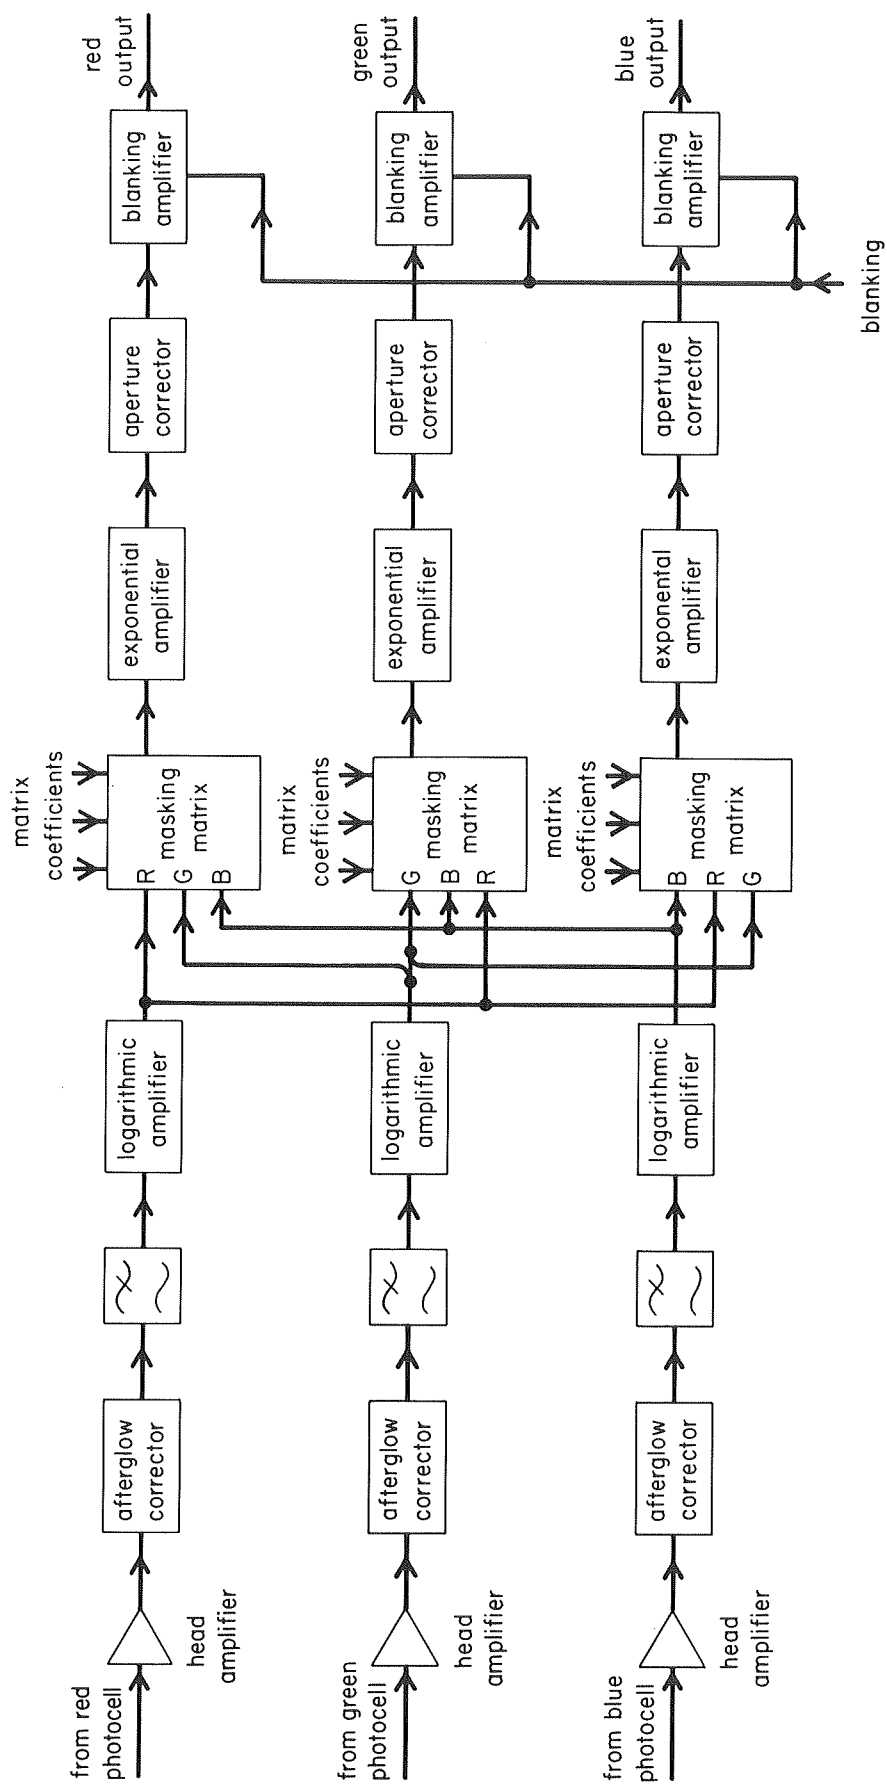 from red
photocell
head
amplifier
afterglow
corrector
logarithmic
amplifier
matrix
coefficients
R
G
B
masking
matrix
exponential
amplifier
aperture
corrector
blanking
amplifier
red
output
from green
photocell
head
amplifier
afterglow
corrector
logarithmic
amplifier
matrix
coefficients
G
B
R
masking
matrix
exponential
amplifier
aperture
corrector
blanking
amplifier
green
output
from blue
photocell
head
amplifier
afterglow
corrector
logarithmic
amplifier
matrix
coefficients
B
R
G
masking
matrix
exponental
amplifier
aperture
corrector
blanking
amplifier
blue
output
blanking